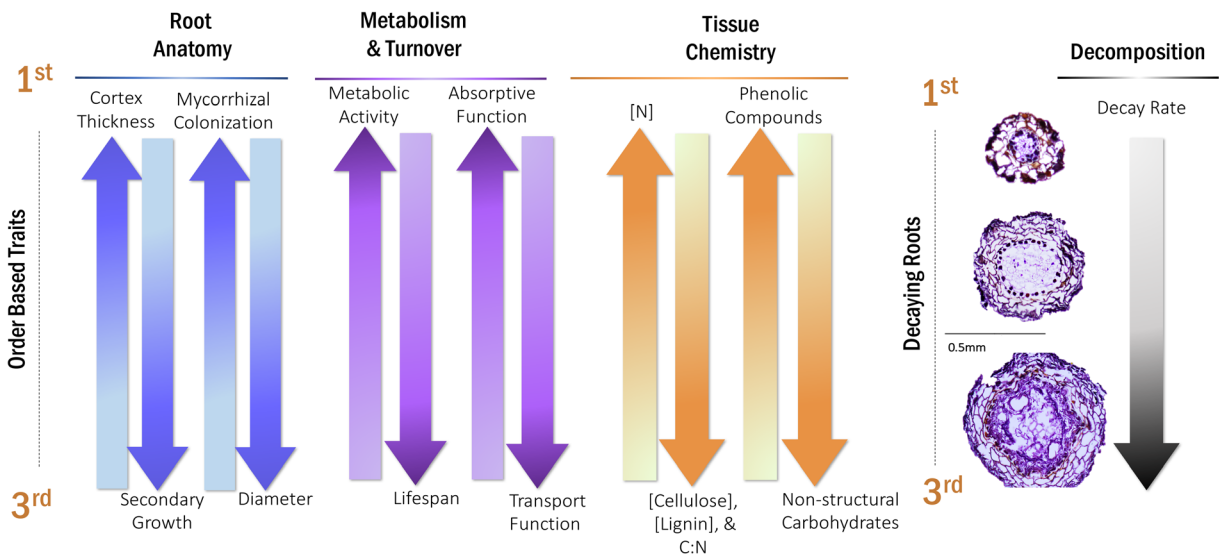 Root
Anatomy
Metabolism
& Turnover
Tissue
Chemistry
Decomposition
1st
1st
Cortex
Thickness
Mycorrhizal
Colonization
Metabolic
Activity
Absorptive
Function
[N]
Phenolic
Compounds
Decay Rate
Order Based Traits
Decaying Roots
0.5mm
3rd
3rd
Secondary
Growth
Diameter
Lifespan
Transport
Function
[Cellulose],
[Lignin], &
C:N
Non-structural
Carbohydrates